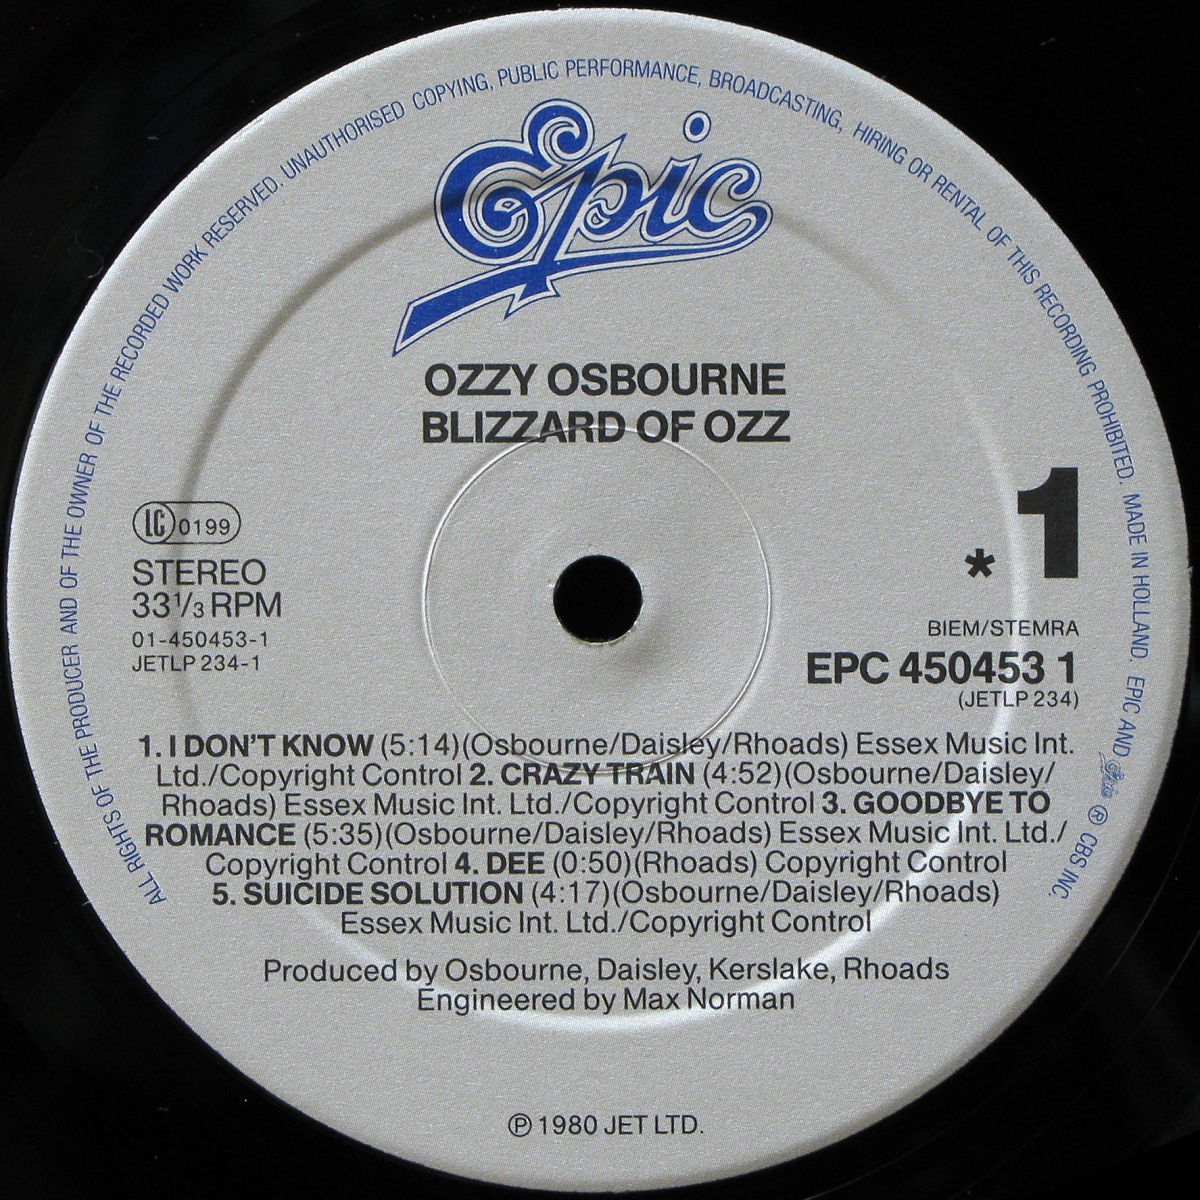 ALL RIGHTS OF THE PRODUCER AND OF THE OWNER OF THE RECORDED WORK RESERVED. UNAUTHORISED COPYING, PUBLIC PERFORMANCE, BROADCASTING, HIRING OR RENTAL OF THIS RECORDING PROHIBITED. MADE IN HOLLAND. EPIC AND Epic ® CBS INC.
Epic
OZZY OSBOURNE
BLIZZARD OF OZZ
LC 0199
STEREO
33 1/3 RPM
01-450453-1
JETLP 234-1
* 1
BIEM/STEMRA
EPC 450453 1
(JETLP 234)
1. I DON'T KNOW (5:14)(Osbourne/Daisley/Rhoads) Essex Music Int.
Ltd./Copyright Control 2. CRAZY TRAIN (4:52)(Osbourne/Daisley/
Rhoads) Essex Music Int. Ltd./Copyright Control 3. GOODBYE TO
ROMANCE (5:35)(Osbourne/Daisley/Rhoads) Essex Music Int. Ltd./
Copyright Control 4. DEE (0:50)(Rhoads) Copyright Control
5. SUICIDE SOLUTION (4:17)(Osbourne/Daisley/Rhoads)
Essex Music Int. Ltd./Copyright Control
Produced by Osbourne, Daisley, Kerslake, Rhoads
Engineered by Max Norman
℗ 1980 JET LTD.